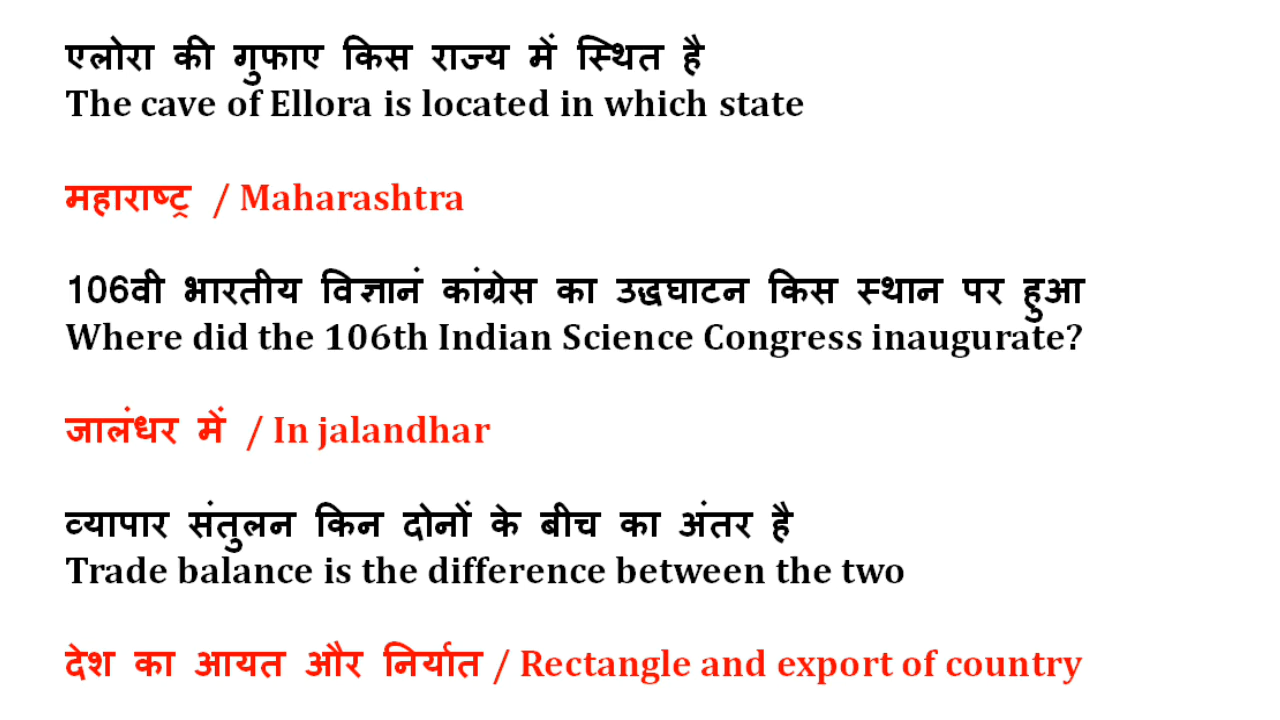 एलोरा की गुफाए किस राज्य में स्थित है
The cave of Ellora is located in which state
महाराष्ट्र / Maharashtra
106वी भारतीय विज्ञानं कांग्रेस का उद्घघाटन किस स्थान पर हुआ
Where did the 106th Indian Science Congress inaugurate?
जालंधर में / In jalandhar
व्यापार संतुलन किन दोनों के बीच का अंतर है
Trade balance is the difference between the two
देश का आयत और निर्यात / Rectangle and export of country